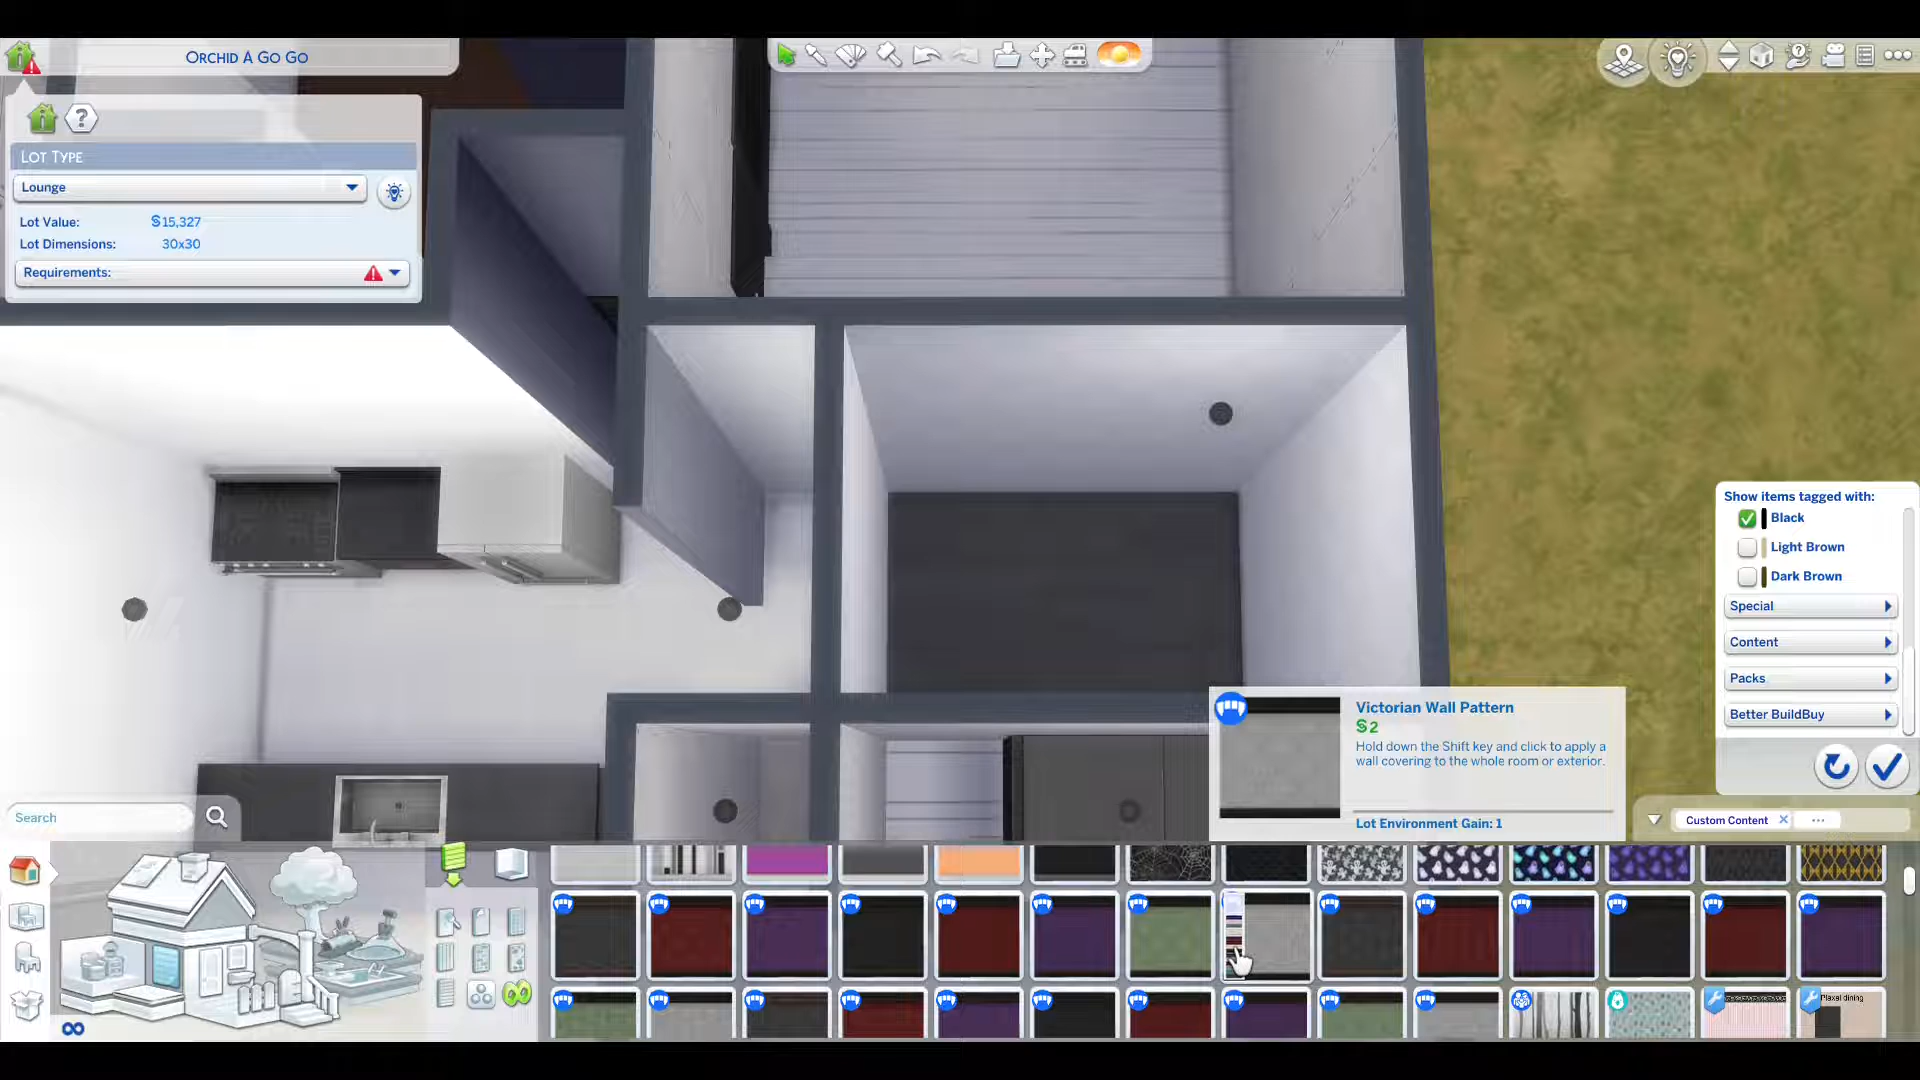 ORCHID A GO GO
LOT TYPE
Lounge
Lot Value: §15,327
Lot Dimensions: 30x30
Requirements:
Show items tagged with:
Black
Light Brown
Dark Brown
Special
Content
Packs
Better BuildBuy
Victorian Wall Pattern
§2
Hold down the Shift key and click to apply a
wall covering to the whole room or exterior.
Lot Environment Gain: 1
Search
Custom Content
Plaxal dining